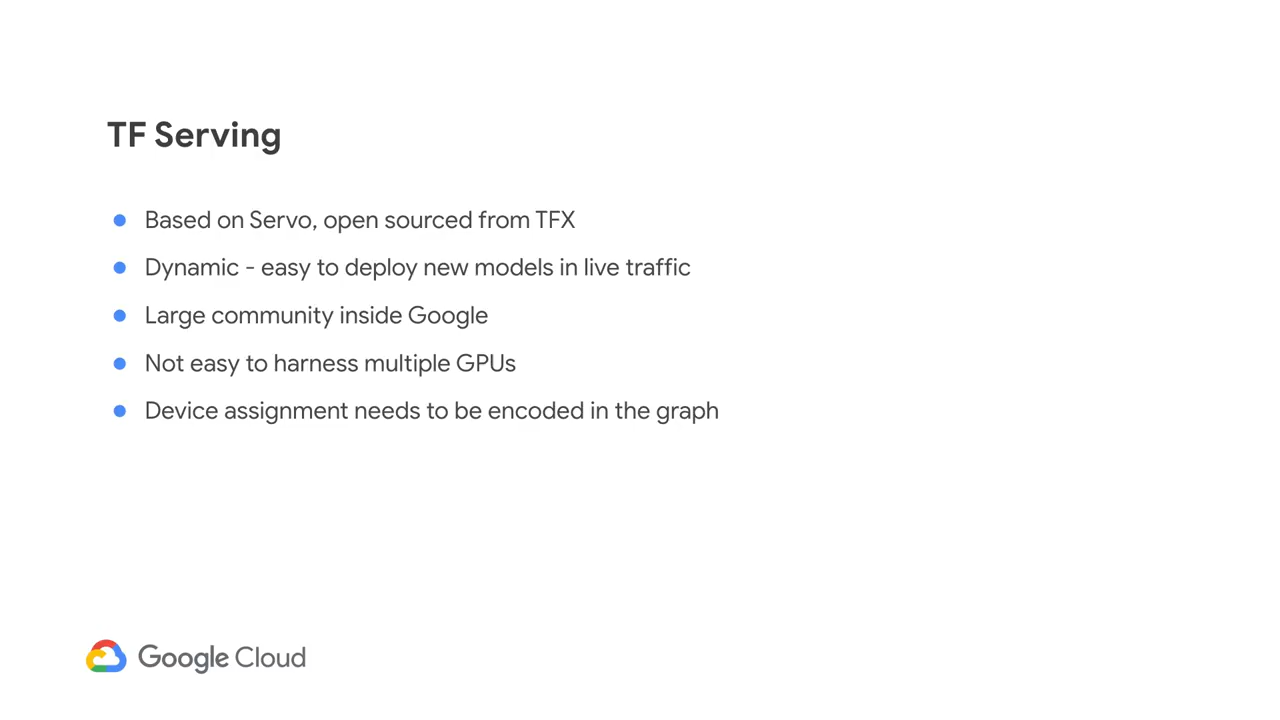 TF Serving
Based on Servo, open sourced from TFX
Dynamic - easy to deploy new models in live traffic
Large community inside Google
Not easy to harness multiple GPUs
Device assignment needs to be encoded in the graph
Google Cloud